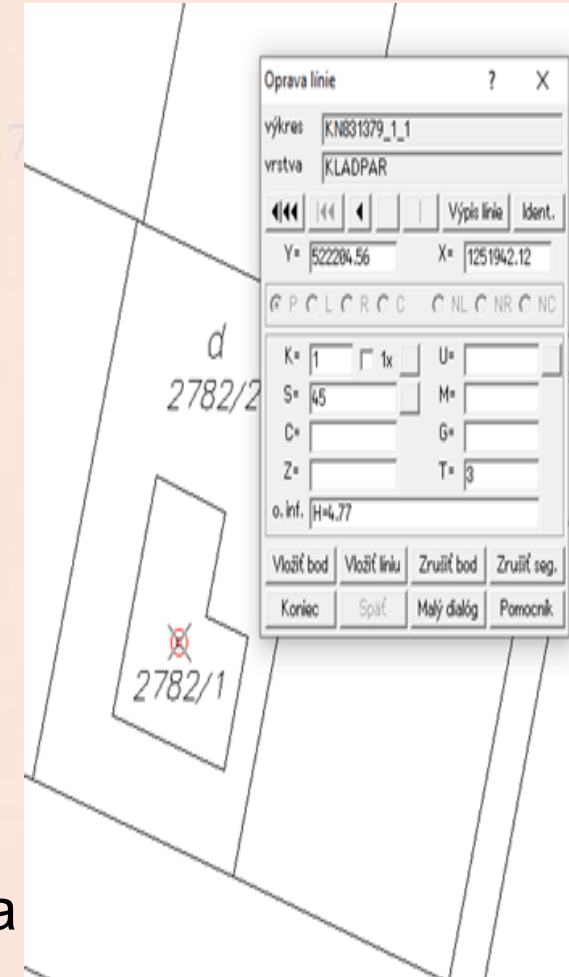 Oprava línie ? X
výkres KN831379_1_1
vrstva KLADPAR
Výpis línie Ident.
Y= 522284.56 X= 1251942.12
P L R C NL NR NC
K= 1 1x U=
S= 45 M=
C= G=
Z= T= 3
o. inf. H=4.77
Vložiť bod Vložiť líniu Zrušiť bod Zrušiť seg.
Koniec Späť Malý dialóg Pomocník
d
2782/2
2782/1
a